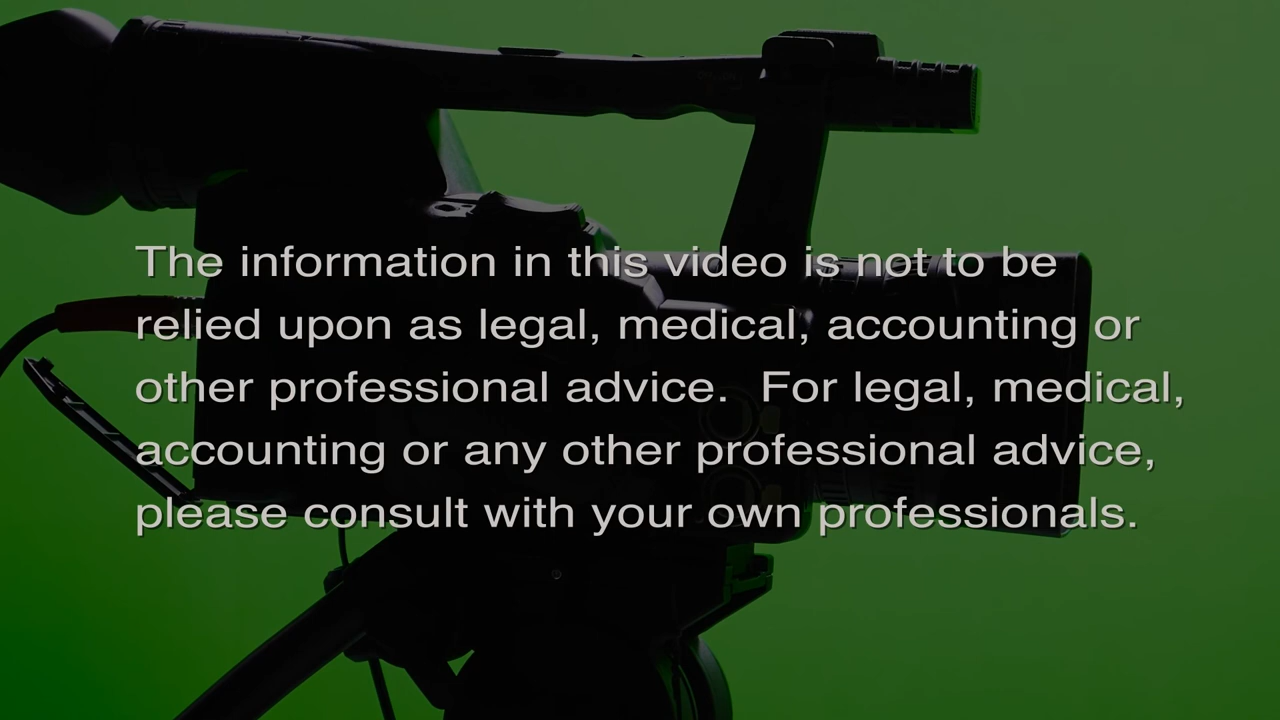 The information in this video is not to be
relied upon as legal, medical, accounting or
other professional advice.  For legal, medical,
accounting or any other professional advice,
please consult with your own professionals.